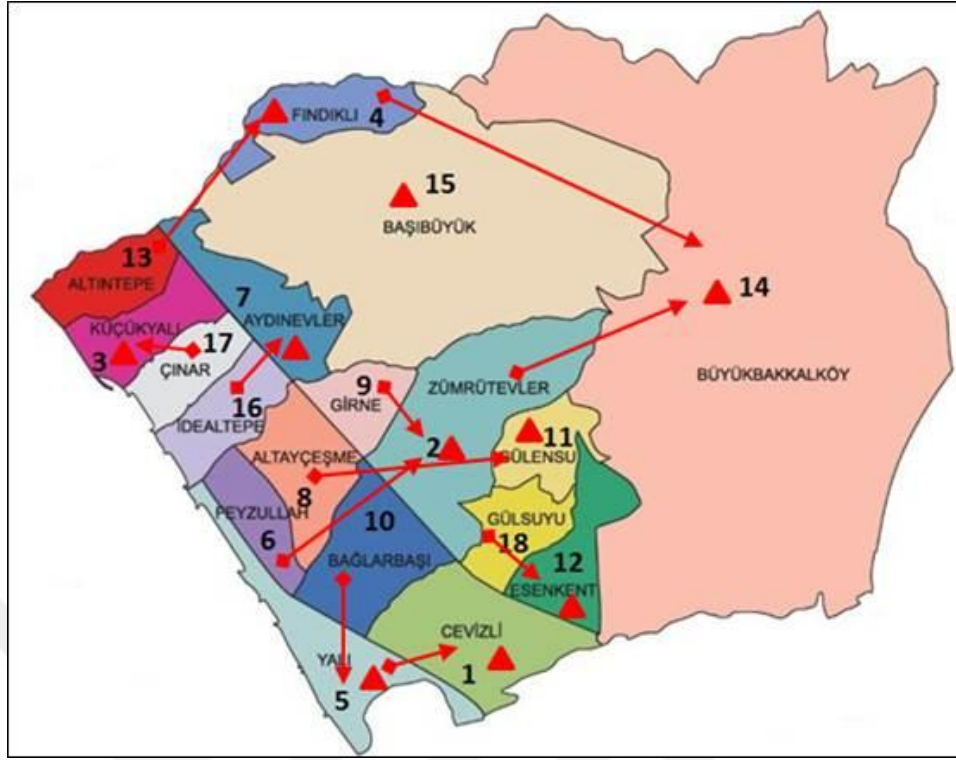 FINDIKLI
4
15
BAŞIBÜYÜK
13
ALTINTEPE
7
AYDINEVLER
14
KÜÇÜKYALI
3
17
ÇINAR
BÜYÜKBAKKALKÖY
9
GİRNE
ZÜMRÜTEVLER
16
İDEALTEPE
2
11
GÜLENSU
ALTAYÇEŞME
8
FEYZULLAH
6
10
BAĞLARBAŞI
GÜLSUYU
18
12
ESENKENT
CEVİZLİ
1
YALI
5